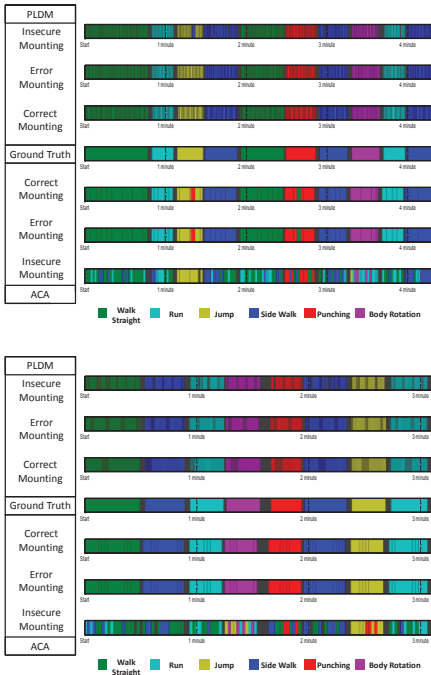 PLDM
Insecure
Mounting
Start 1 minute 2 minute 3 minute 4 minute
Error
Mounting
Start 1 minute 2 minute 3 minute 4 minute
Correct
Mounting
Start 1 minute 2 minute 3 minute 4 minute
Ground Truth
Start 1 minute 2 minute 3 minute 4 minute
Correct
Mounting
Start 1 minute 2 minute 3 minute 4 minute
Error
Mounting
Start 1 minute 2 minute 3 minute 4 minute
Insecure
Mounting
Start 1 minute 2 minute 3 minute 4 minute
ACA
Walk Straight Run Jump Side Walk Punching Body Rotation
PLDM
Insecure
Mounting
Start 1 minute 2 minute 3 minute
Error
Mounting
Start 1 minute 2 minute 3 minute
Correct
Mounting
Start 1 minute 2 minute 3 minute
Ground Truth
Start 1 minute 2 minute 3 minute
Correct
Mounting
Start 1 minute 2 minute 3 minute
Error
Mounting
Start 1 minute 2 minute 3 minute
Insecure
Mounting
Start 1 minute 2 minute 3 minute
ACA
Walk Straight Run Jump Side Walk Punching Body Rotation